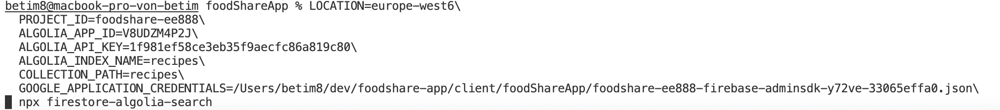 betim8@macbook-pro-von-betim foodShareApp % LOCATION=europe-west6\
PROJECT_ID=foodshare-ee888\
ALGOLIA_APP_ID=V8UDZM4P2J\
ALGOLIA_API_KEY=1f981ef58ce3eb35f9aecfc86a819c80\
ALGOLIA_INDEX_NAME=recipes\
COLLECTION_PATH=recipes\
GOOGLE_APPLICATION_CREDENTIALS=/Users/betim8/dev/foodshare-app/client/foodShareApp/foodshare-ee888-firebase-adminsdk-y72ve-33065effa0.json\
npx firestore-algolia-search